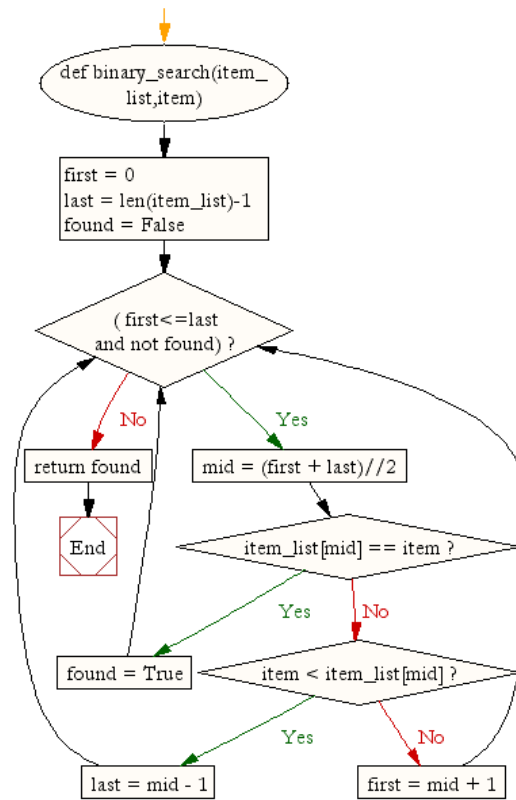 def binary_search(item_
list,item)
first = 0
last = len(item_list)-1
found = False
( first<=last
and not found) ?
No
Yes
return found
mid = (first + last)//2
End
item_list[mid] == item ?
Yes
No
found = True
item < item_list[mid] ?
Yes
No
last = mid - 1
first = mid + 1